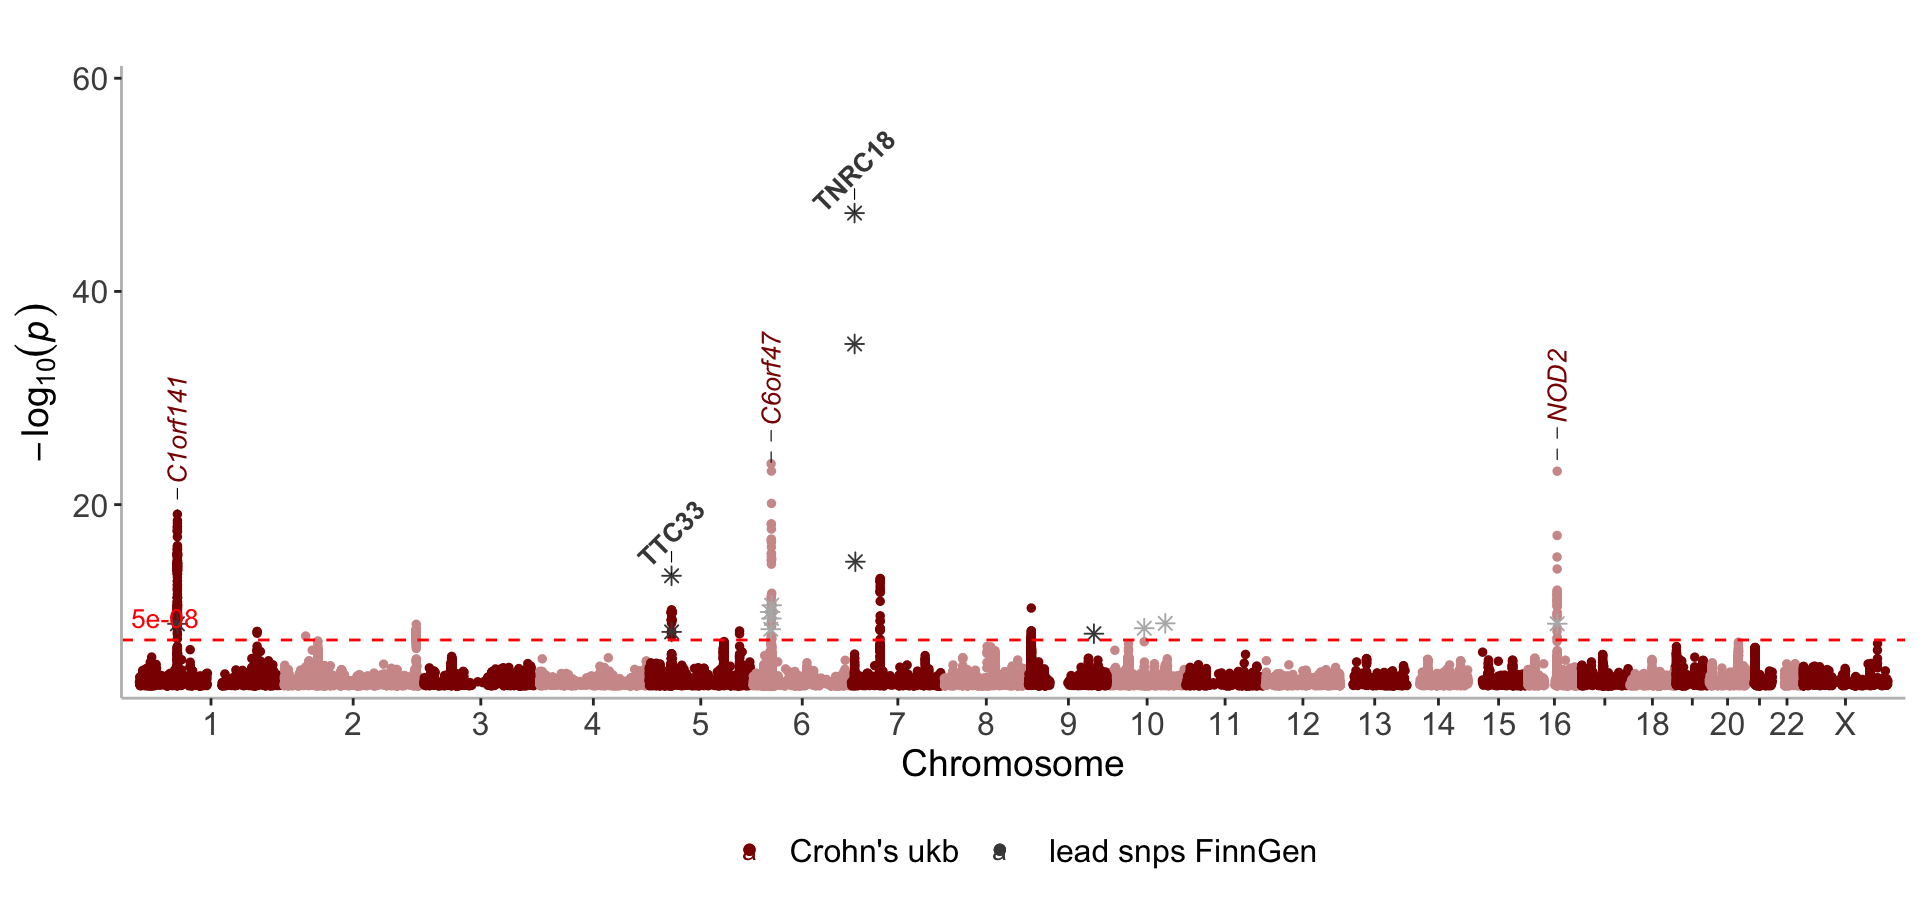 60
40
20
−log10(p)
TNRC18
C6orf47
NOD2
C1orf141
TTC33
5e-08
1 2 3 4 5 6 7 8 9 10 11 12 13 14 15 16 18 20 22 X
Chromosome
a Crohn's ukb a lead snps FinnGen